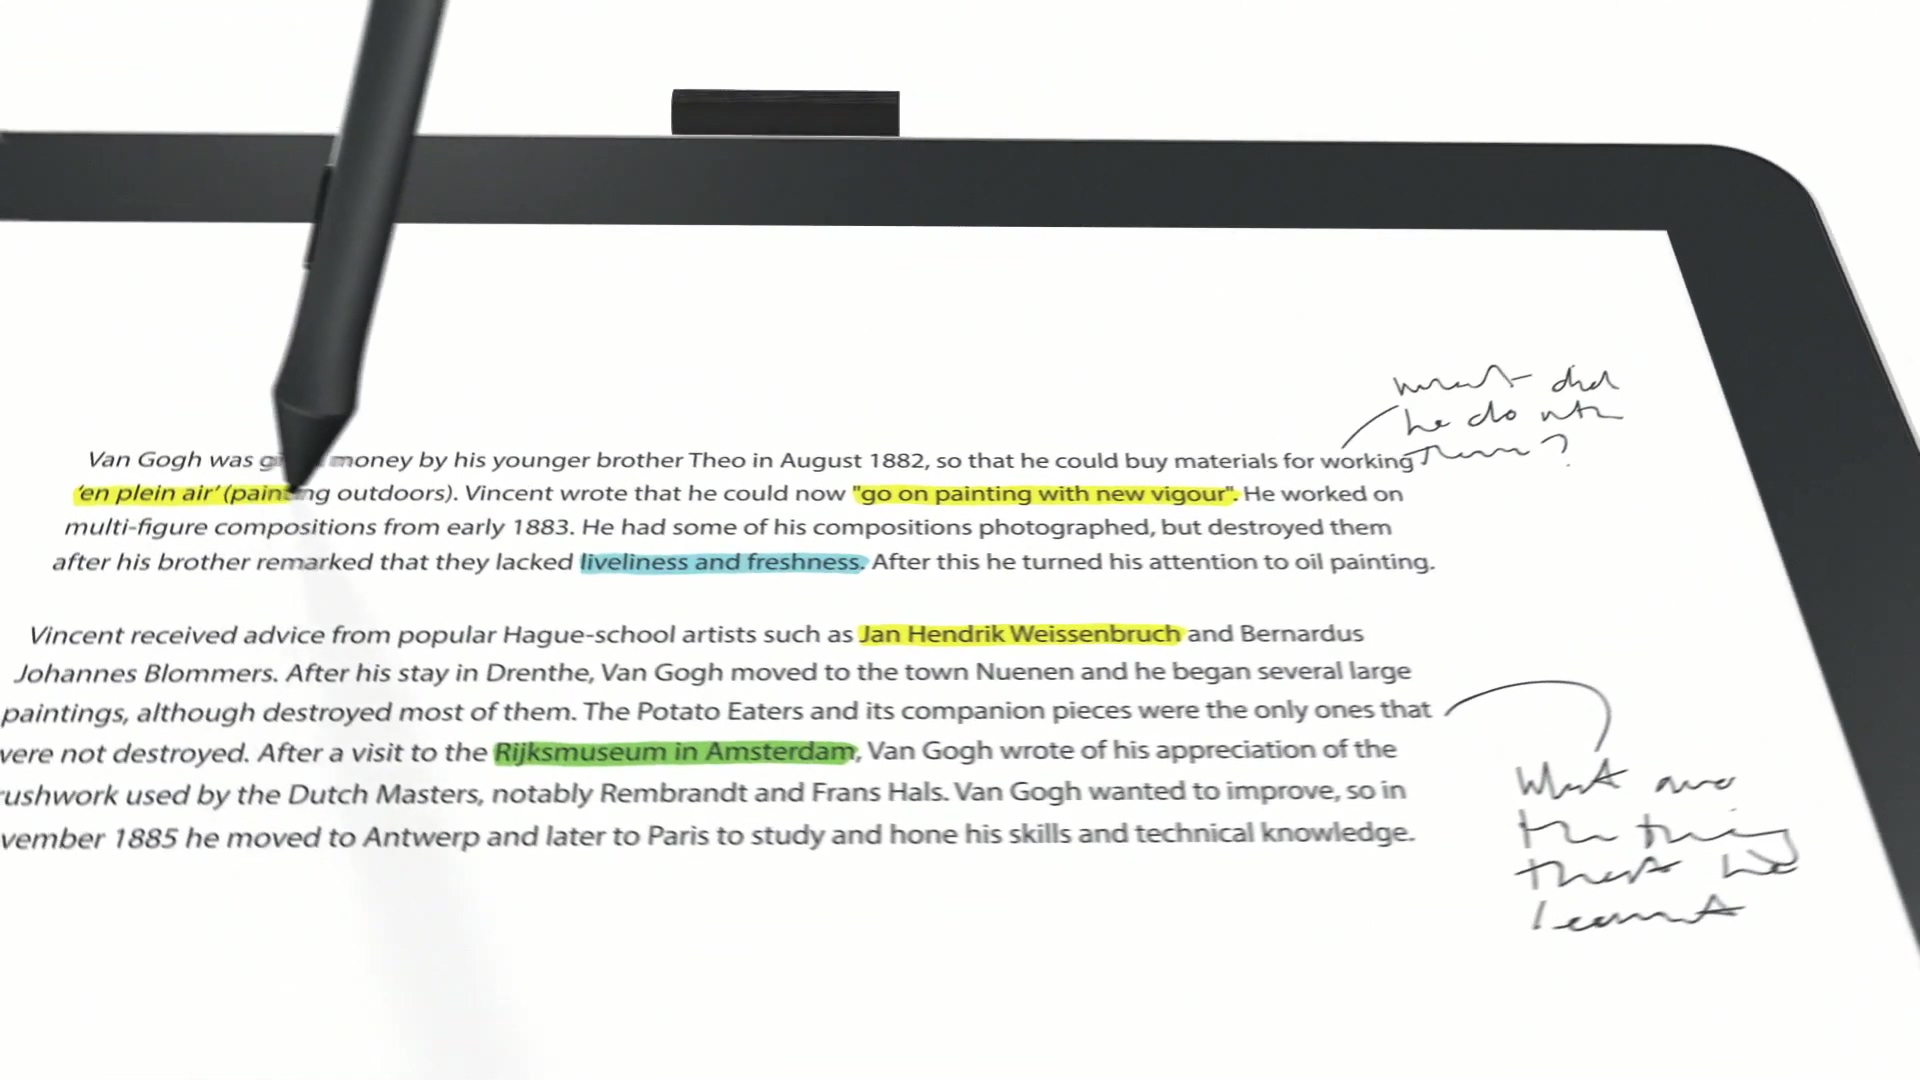 What did
he do with
them?
Van Gogh was given money by his younger brother Theo in August 1882, so that he could buy materials for working
'en plein air' (painting outdoors). Vincent wrote that he could now "go on painting with new vigour". He worked on
multi-figure compositions from early 1883. He had some of his compositions photographed, but destroyed them
after his brother remarked that they lacked liveliness and freshness. After this he turned his attention to oil painting.
Vincent received advice from popular Hague-school artists such as Jan Hendrik Weissenbruch and Bernardus
Johannes Blommers. After his stay in Drenthe, Van Gogh moved to the town Nuenen and he began several large
paintings, although destroyed most of them. The Potato Eaters and its companion pieces were the only ones that
were not destroyed. After a visit to the Rijksmuseum in Amsterdam, Van Gogh wrote of his appreciation of the
rushwork used by the Dutch Masters, notably Rembrandt and Frans Hals. Van Gogh wanted to improve, so in
vember 1885 he moved to Antwerp and later to Paris to study and hone his skills and technical knowledge.
What are
the things
that he
learnt